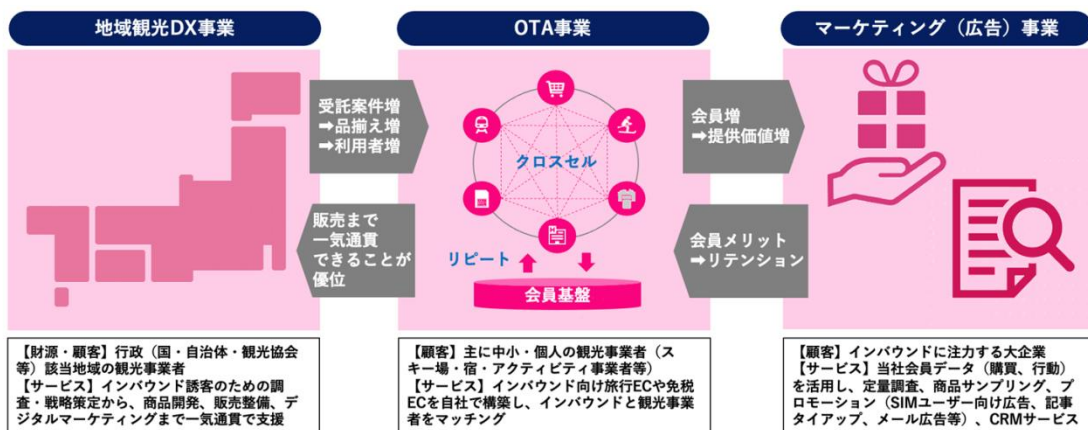 地域観光DX事業
OTA事業
マーケティング（広告）事業
受託案件増
➡品揃え増
➡利用者増
販売まで
一気通貫
できることが
優位
クロスセル
リピート
会員基盤
会員増
➡提供価値増
会員メリット
➡リテンション
【財源・顧客】行政（国・自治体・観光協会
等）該当地域の観光事業者
【サービス】インバウンド誘客のための調
査・戦略策定から、商品開発、販売整備、デ
ジタルマーケティングまで一気通貫で支援
【顧客】主に中小・個人の観光事業者（ス
キー場・宿・アクティビティ事業者等）
【サービス】インバウンド向け旅行ECや免税
ECを自社で構築し、インバウンドと観光事業
者をマッチング
【顧客】インバウンドに注力する大企業
【サービス】当社会員データ（購買、行動）
を活用し、定量調査、商品サンプリング、プ
ロモーション（SIMユーザー向け広告、記事
タイアップ、メール広告等）、CRMサービス